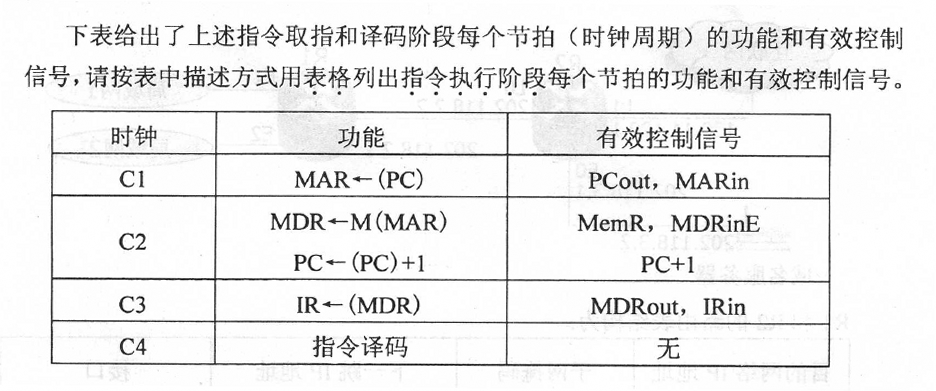 下表给出了上述指令取指和译码阶段每个节拍（时钟周期）的功能和有效控制
信号，请按表中描述方式用表格列出指令执行阶段每个节拍的功能和有效控制信号。
时钟 功能 有效控制信号
C1 MAR←(PC) PCout，MARin
C2 MDR←M(MAR) MemR，MDRinE
PC←(PC)+1 PC+1
C3 IR←(MDR) MDRout，IRin
C4 指令译码 无